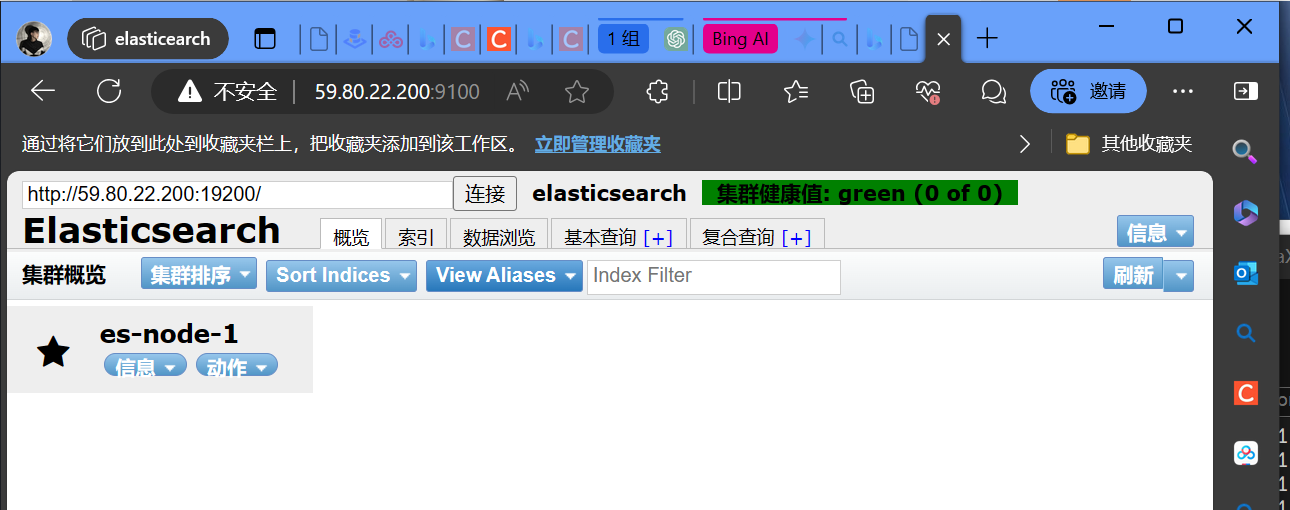 elasticearch
1 组
Bing AI
不安全 59.80.22.200:9100
邀请
通过将它们放到此处到收藏夹栏上，把收藏夹添加到该工作区。 立即管理收藏夹
其他收藏夹
http://59.80.22.200:19200/ 连接 elasticsearch 集群健康值: green (0 of 0)
Elasticsearch 概览 索引 数据浏览 基本查询 [+] 复合查询 [+] 信息
集群概览 集群排序 Sort Indices View Aliases Index Filter 刷新
es-node-1
信息 动作